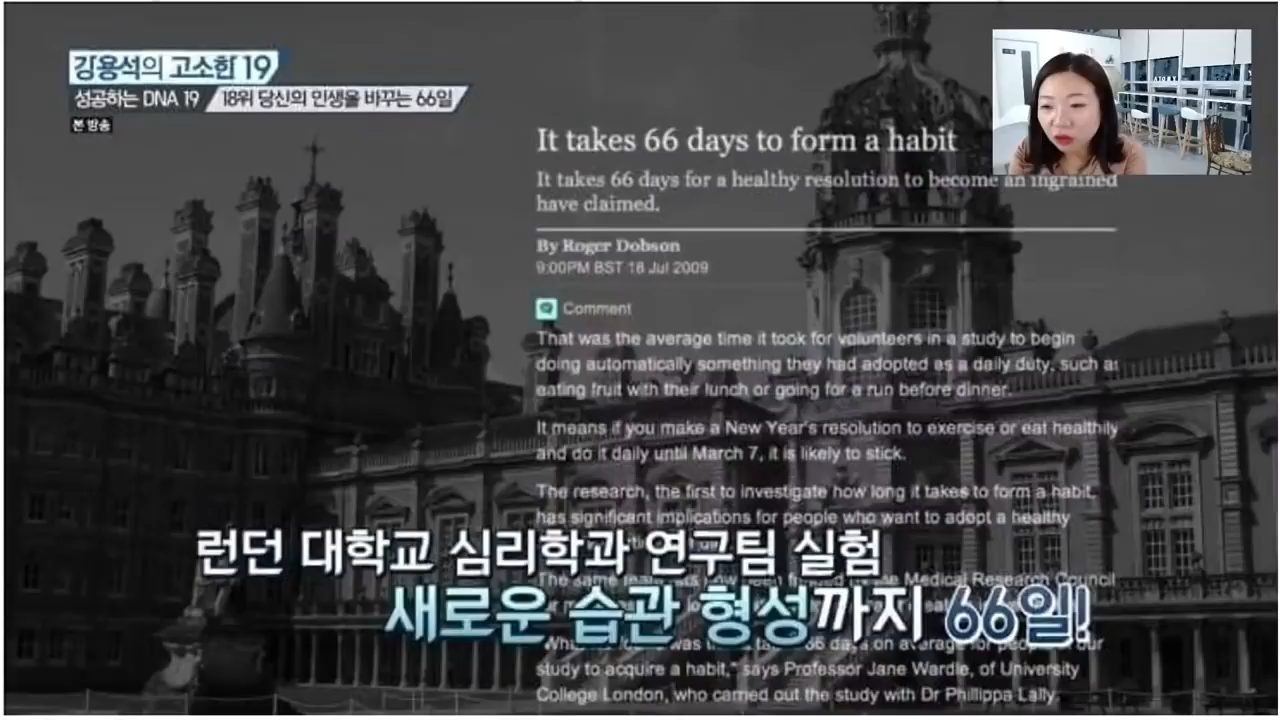 강용석의 고소한 19
성공하는 DNA 19 18위 당신의 인생을 바꾸는 66일
본 방송
It takes 66 days to form a habit
It takes 66 days for a healthy resolution to become an ingrained
have claimed.
By Roger Dobson
9:00PM BST 18 Jul 2009
Comment
That was the average time it took for volunteers in a study to begin
doing automatically something they had adopted as a daily duty, such as
eating fruit with their lunch or going for a run before dinner.
It means if you make a New Year's resolution to exercise or eat healthily
and do it daily until March 7, it is likely to stick.
The research, the first to investigate how long it takes to form a habit,
has significant implications for people who want to adopt a healthy
런던 대학교 심리학과 연구팀 실험
The same Medical Research Council
새로운 습관 형성까지 66일!
was 66 days on average for people our
study to acquire a habit," says Professor Jane Wardle, of University
College London, who carried out the study with Dr Phillippa Lally.